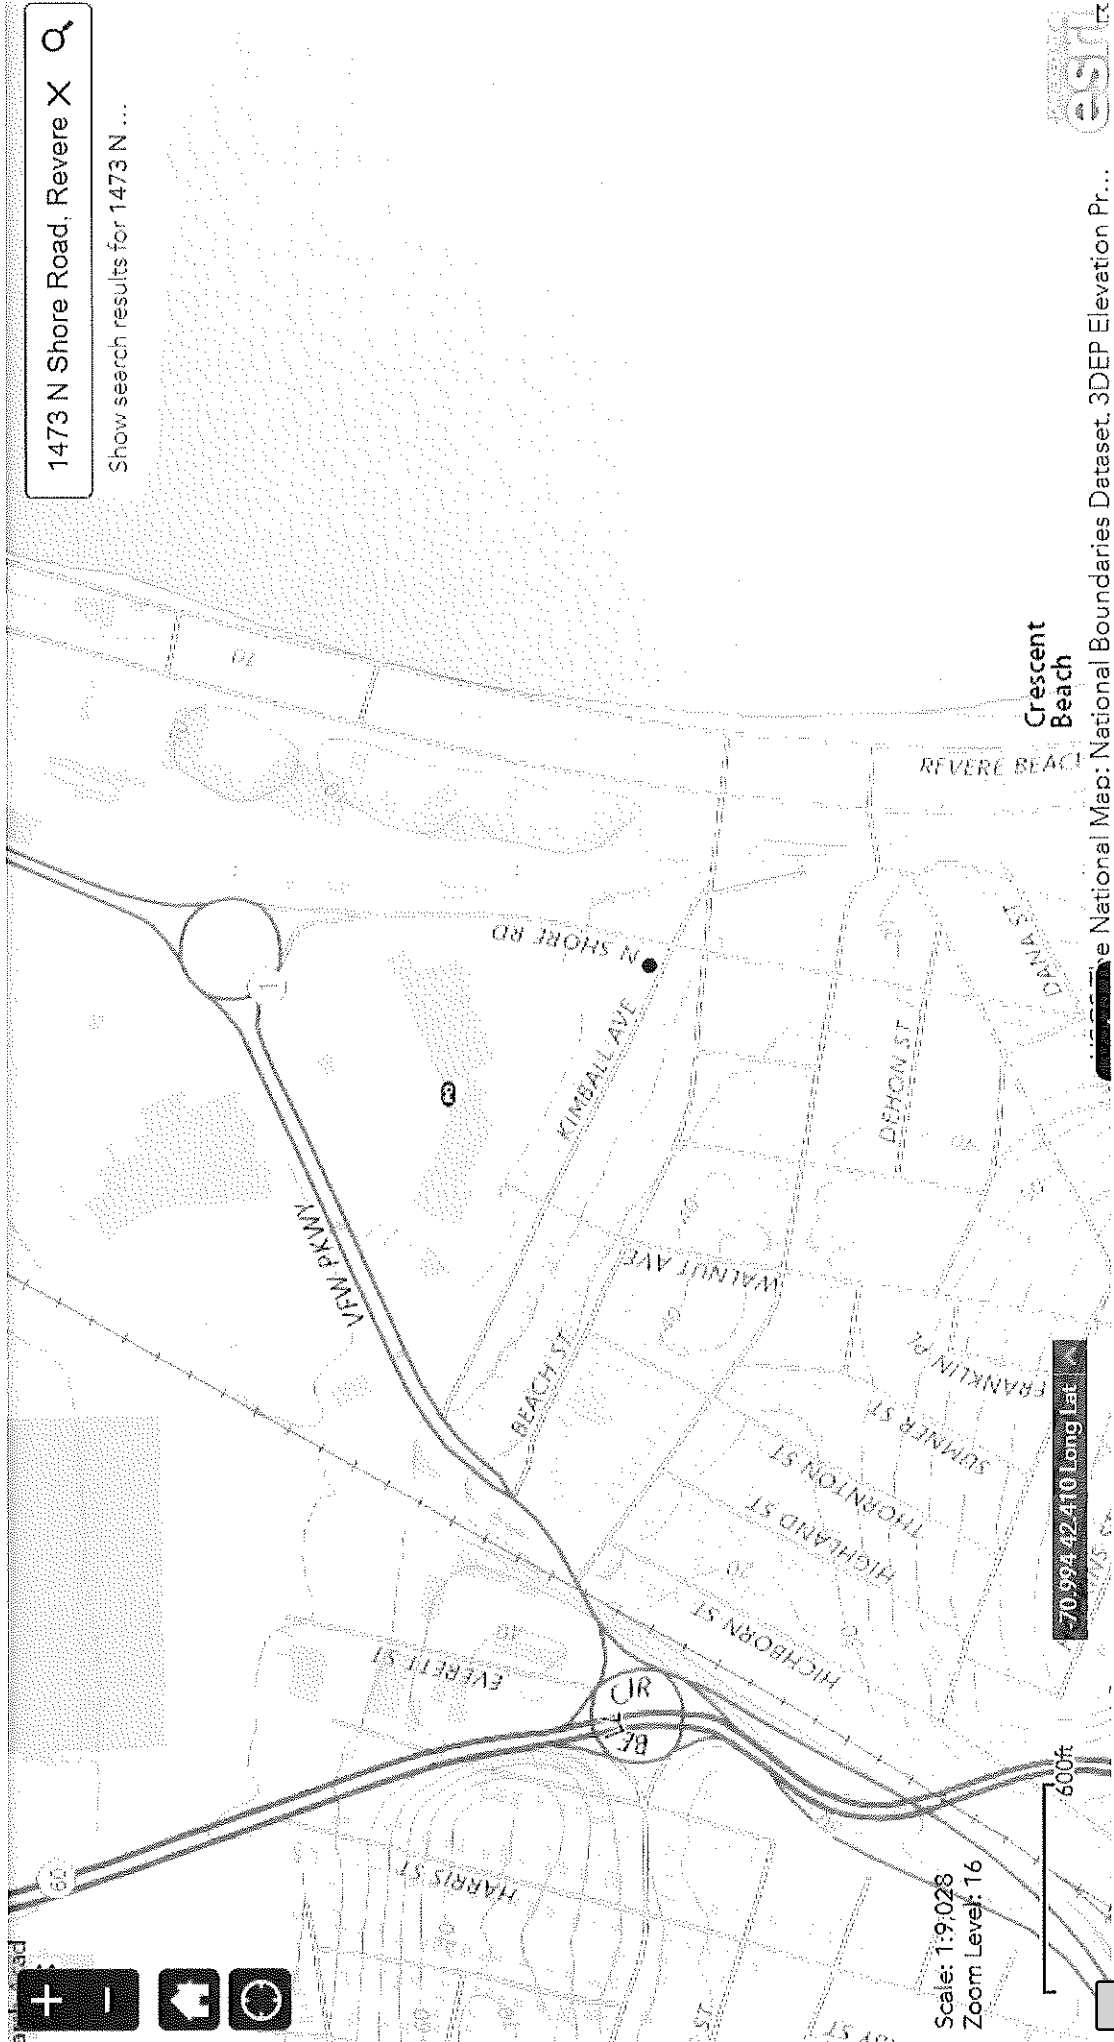 1473 N Shore Road, Revere X
Show search results for 1473 N ...
60
HARRIS ST
EVERETT ST
CIR
HICHBORN ST
HIGHLAND ST
THORNTON ST
SUMNER ST
FRANKLIN PL
VFW PKWY
BEACH ST
WALNUT AVE
KIMBALL AVE
N SHORE RD
DEHON ST
DANA ST
1
10
REVERE BEACH
Crescent
Beach
20
40
Scale: 1:9,028
Zoom Level: 16
600ft
-70.994 42.410 Long Lat
National Map: National Boundaries Dataset, 3DEP Elevation Pr...
esri